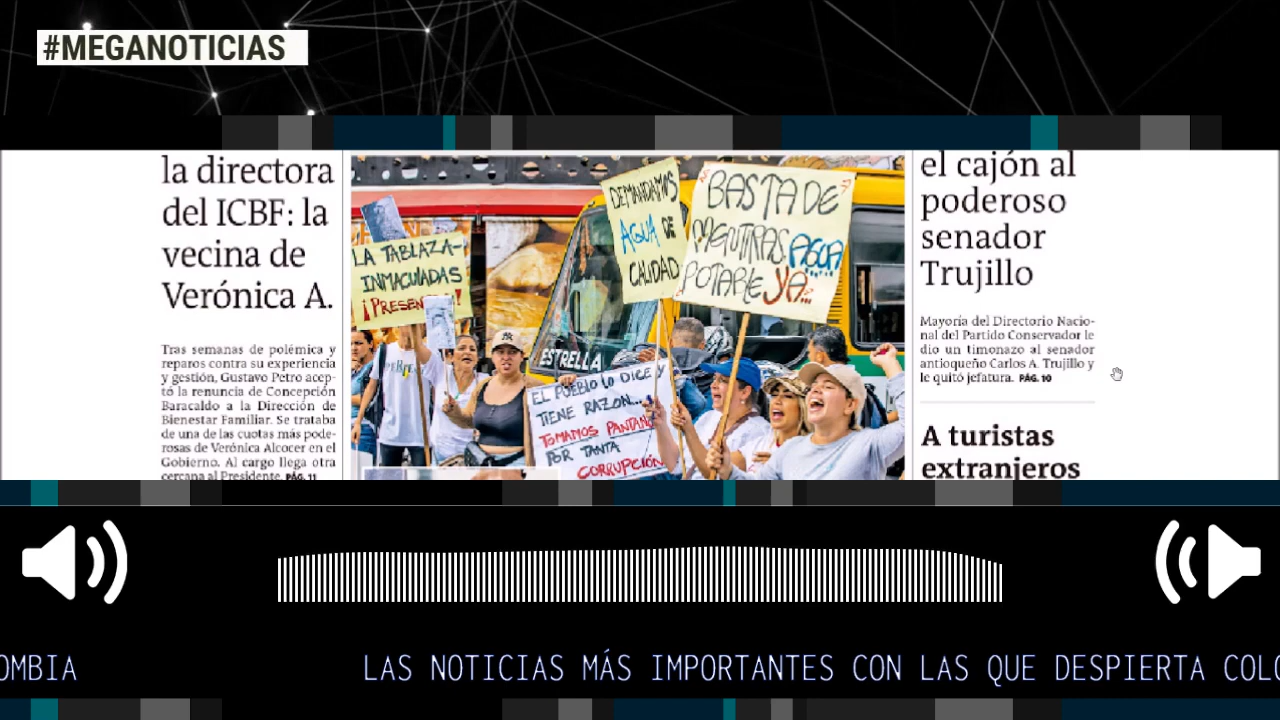 #MEGANOTICIAS
la directora
del ICBF: la
vecina de
Verónica A.
Tras semanas de polémica y
reparos contra su experiencia
y gestión, Gustavo Petro acep-
tó la renuncia de Concepción
Baracaldo a la Dirección de
Bienestar Familiar. Se trataba
de una de las cuotas más pode-
rosas de Verónica Alcocer en el
Gobierno. Al cargo llega otra
cercana al Presidente. PÁG. 11
LA TABLAZA-
INMACULADAS
¡PRESEN
DEMANDAMOS
AGUA DE
CALIDAD
BASTA DE
MENTIRAS AGUA
POTABLE YA...
ESTRELLA
EL PUEBLO LO DICE Y
TIENE RAZON...
TOMAMOS PANTANO
POR TANTA
CORRUPCIÓN
el cajón al
poderoso
senador
Trujillo
Mayoría del Directorio Nacio-
nal del Partido Conservador le
dio un timonazo al senador
antioqueño Carlos A. Trujillo y
le quitó jefatura. PÁG. 10
A turistas
extranjeros
OMBIA LAS NOTICIAS MÁS IMPORTANTES CON LAS QUE DESPIERTA COLO